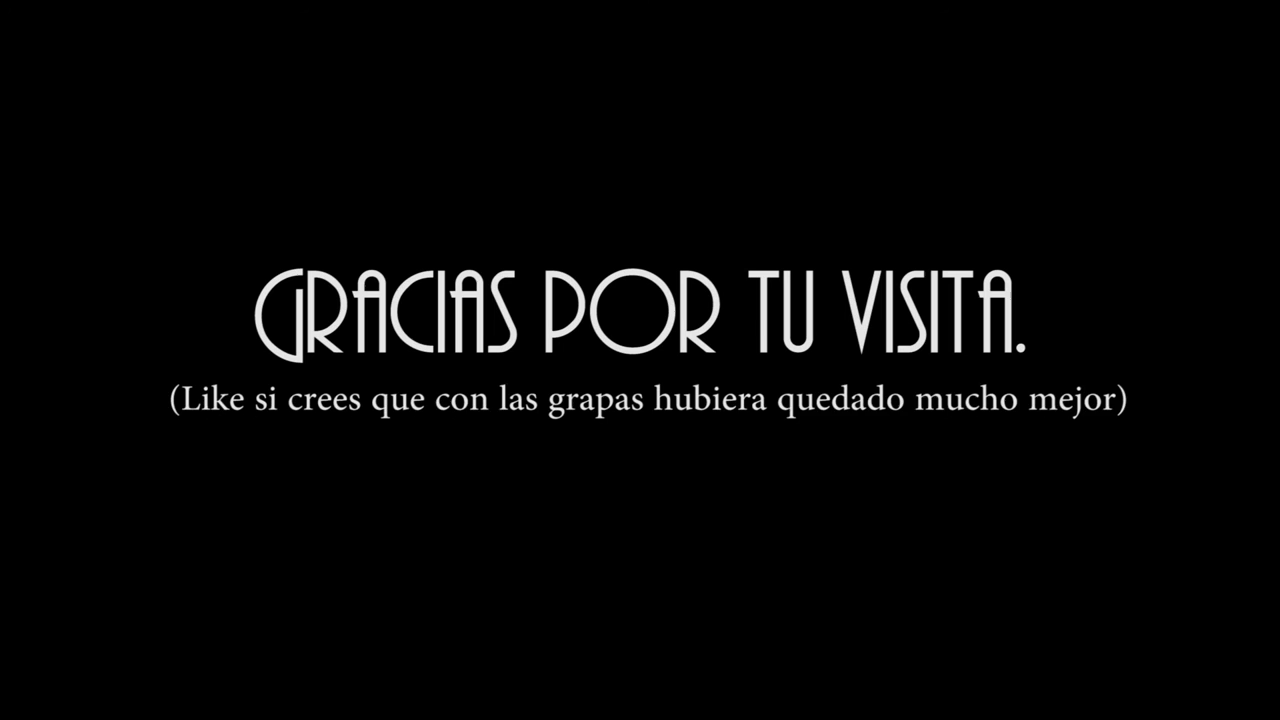 Gracias por tu visita.
(Like si crees que con las grapas hubiera quedado mucho mejor)